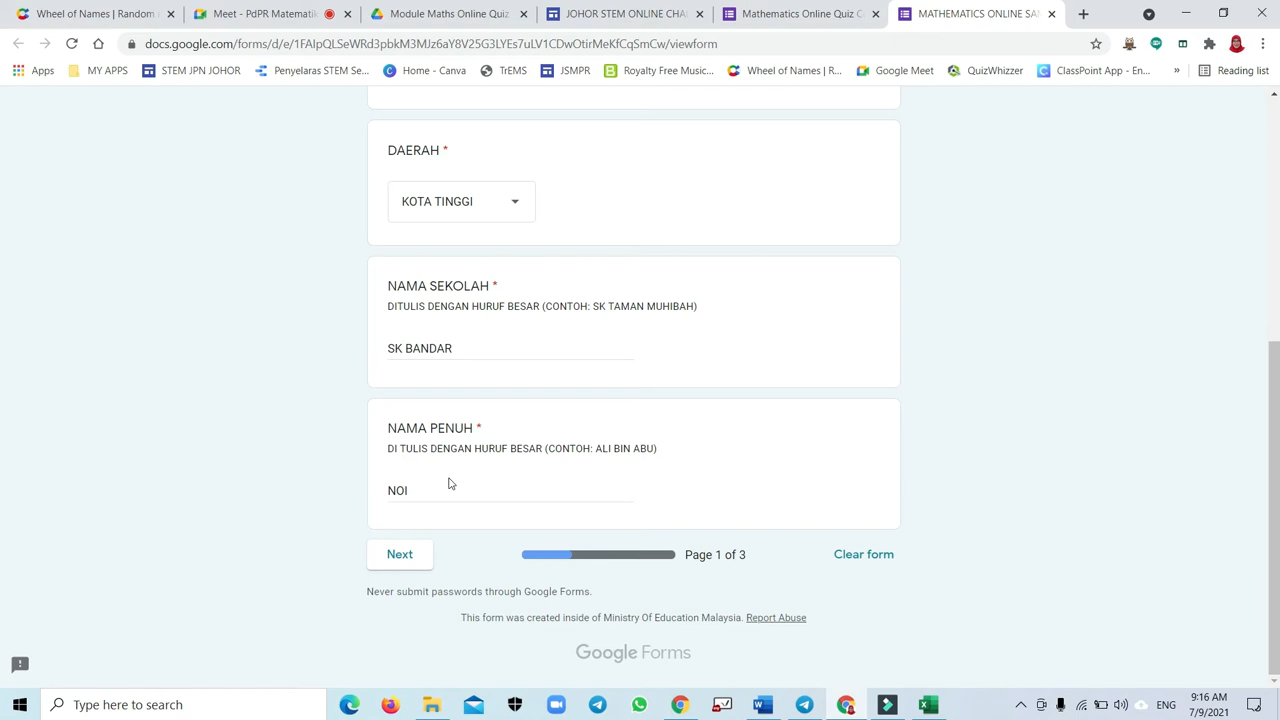 Wheel of Names | Random
Meet - PdPR Matematik
Module Math Online Quiz
JOHOR STEM ONLINE CHA
Mathematics Online Quiz C
MATHEMATICS ONLINE SAN
docs.google.com/forms/d/e/1FAIpQLSeWRd3pbkM3MJz6aY8V25G3LYEs7uLV1CDwOtirMeKfCqSmCw/viewform
Apps
MY APPS
STEM JPN JOHOR
Penyelaras STEM Se...
Home - Canva
TrEMS
JSMPR
Royalty Free Music...
Wheel of Names | R...
Google Meet
QuizWhizzer
ClassPoint App - En...
»
Reading list
DAERAH *
KOTA TINGGI
NAMA SEKOLAH *
DITULIS DENGAN HURUF BESAR (CONTOH: SK TAMAN MUHIBAH)
SK BANDAR
NAMA PENUH *
DI TULIS DENGAN HURUF BESAR (CONTOH: ALI BIN ABU)
NOI
Next
Page 1 of 3
Clear form
Never submit passwords through Google Forms.
This form was created inside of Ministry Of Education Malaysia. Report Abuse
Google Forms
Type here to search
ENG
9:16 AM
7/9/2021